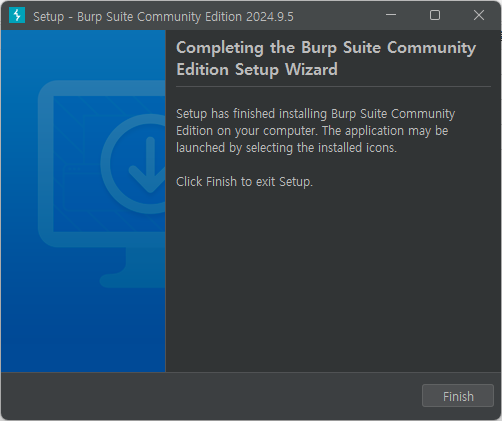 Setup - Burp Suite Community Edition 2024.9.5
Completing the Burp Suite Community
Edition Setup Wizard
Setup has finished installing Burp Suite Community
Edition on your computer. The application may be
launched by selecting the installed icons.
Click Finish to exit Setup.
Finish